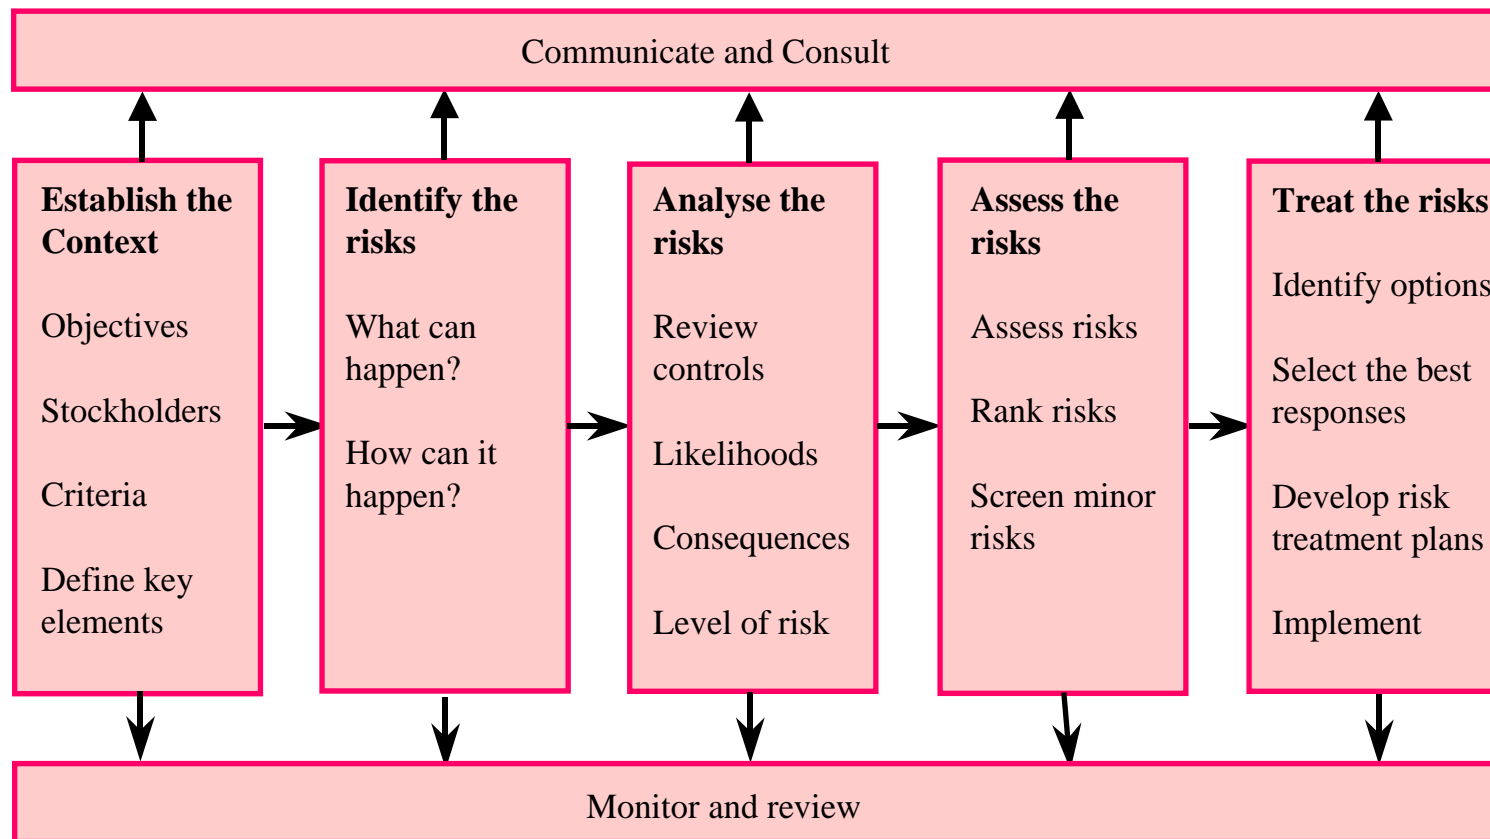 Communicate and Consult
Establish the
Context
Objectives
Stockholders
Criteria
Define key
elements
Identify the
risks
What can
happen?
How can it
happen?
Analyse the
risks
Review
controls
Likelihoods
Consequences
Level of risk
Assess the
risks
Assess risks
Rank risks
Screen minor
risks
Treat the risks
Identify options
Select the best
responses
Develop risk
treatment plans
Implement
Monitor and review